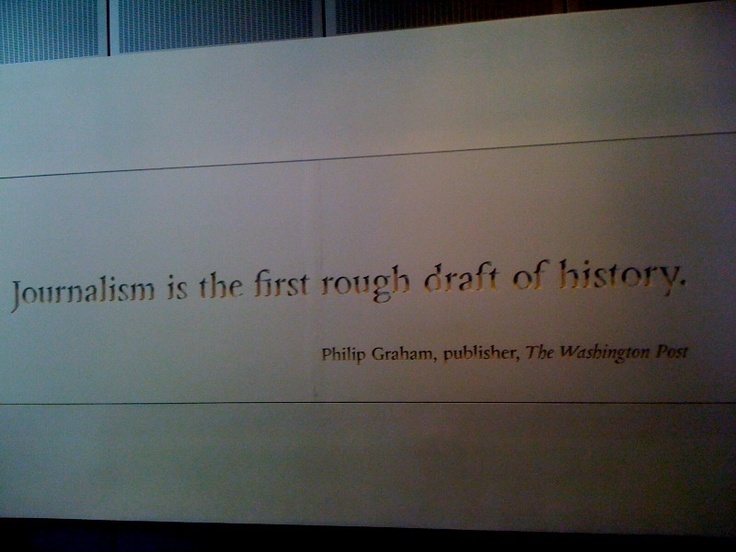 Journalism is the first rough draft of history.
Philip Graham, publisher, The Washington Post